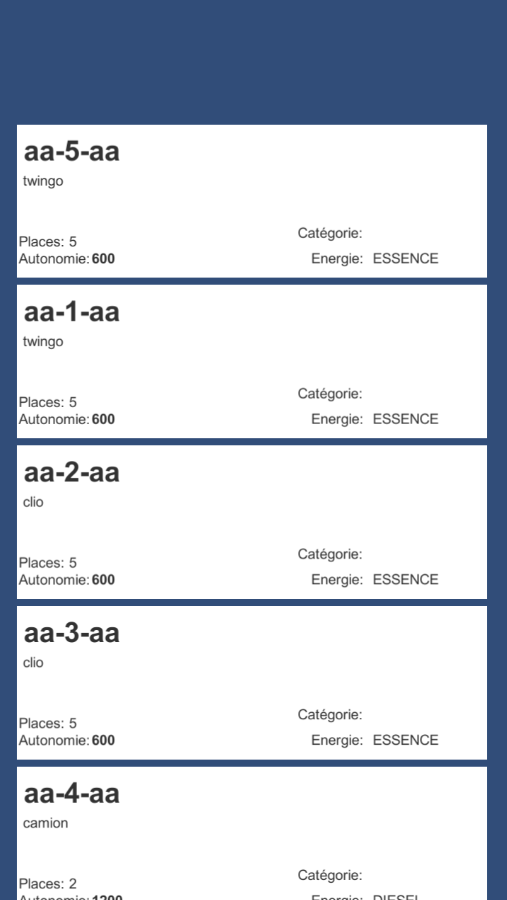 aa-5-aa
twingo
Catégorie:
Places: 5
Autonomie: 600
Energie: ESSENCE
aa-1-aa
twingo
Catégorie:
Places: 5
Autonomie: 600
Energie: ESSENCE
aa-2-aa
clio
Catégorie:
Places: 5
Autonomie: 600
Energie: ESSENCE
aa-3-aa
clio
Catégorie:
Places: 5
Autonomie: 600
Energie: ESSENCE
aa-4-aa
camion
Catégorie:
Places: 2
Autonomie: 1200
Energie: DIESEL